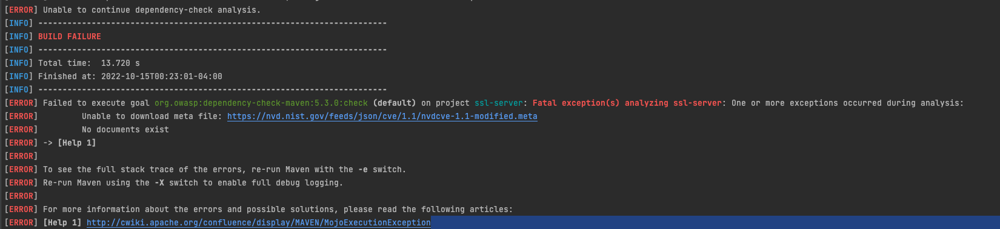 [ERROR] Unable to continue dependency-check analysis.
[INFO] ------------------------------------------------------------------------
[INFO] BUILD FAILURE
[INFO] ------------------------------------------------------------------------
[INFO] Total time:  13.720 s
[INFO] Finished at: 2022-10-15T00:23:01-04:00
[INFO] ------------------------------------------------------------------------
[ERROR] Failed to execute goal org.owasp:dependency-check-maven:5.3.0:check (default) on project ssl-server: Fatal exception(s) analyzing ssl-server: One or more exceptions occurred during analysis:
[ERROR]         Unable to download meta file: https://nvd.nist.gov/feeds/json/cve/1.1/nvdcve-1.1-modified.meta
[ERROR]         No documents exist
[ERROR] -> [Help 1]
[ERROR]
[ERROR] To see the full stack trace of the errors, re-run Maven with the -e switch.
[ERROR] Re-run Maven using the -X switch to enable full debug logging.
[ERROR]
[ERROR] For more information about the errors and possible solutions, please read the following articles:
[ERROR] [Help 1] http://cwiki.apache.org/confluence/display/MAVEN/MojoExecutionException